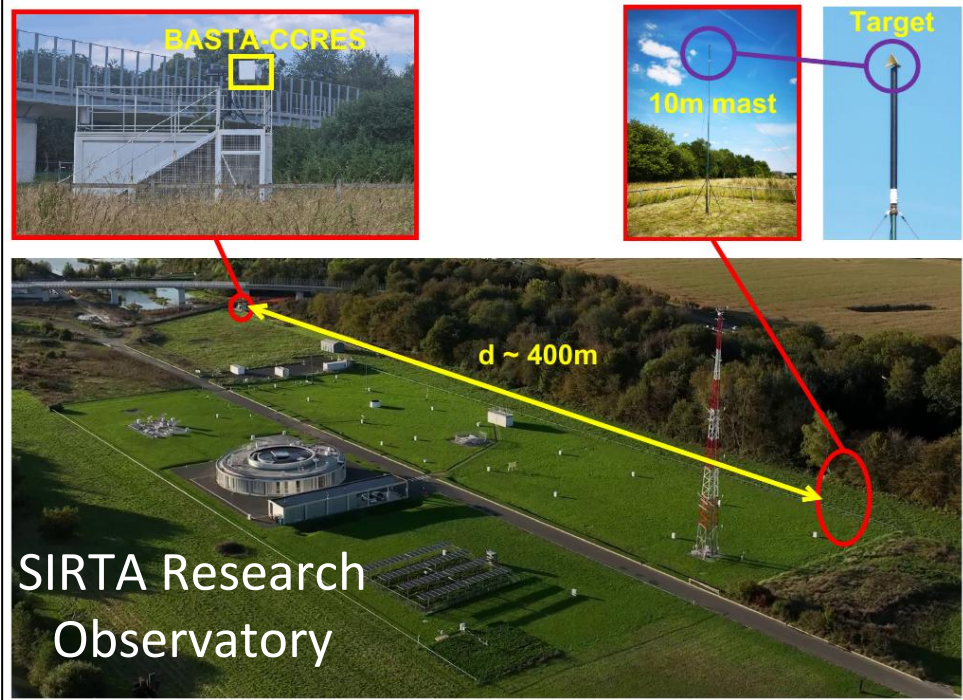 BASTA-CCRES
10m mast
Target
d ~ 400m
SIRTA Research
Observatory